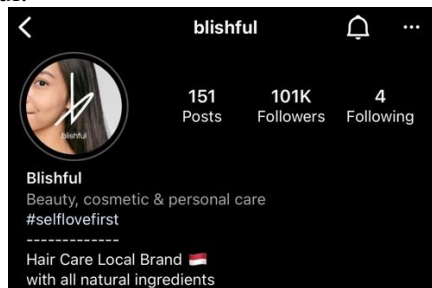 blishful
151 101K 4
Posts Followers Following
blishful
Blishful
Beauty, cosmetic & personal care
#selflovefirst
-------------
Hair Care Local Brand 🇮🇩
with all natural ingredients